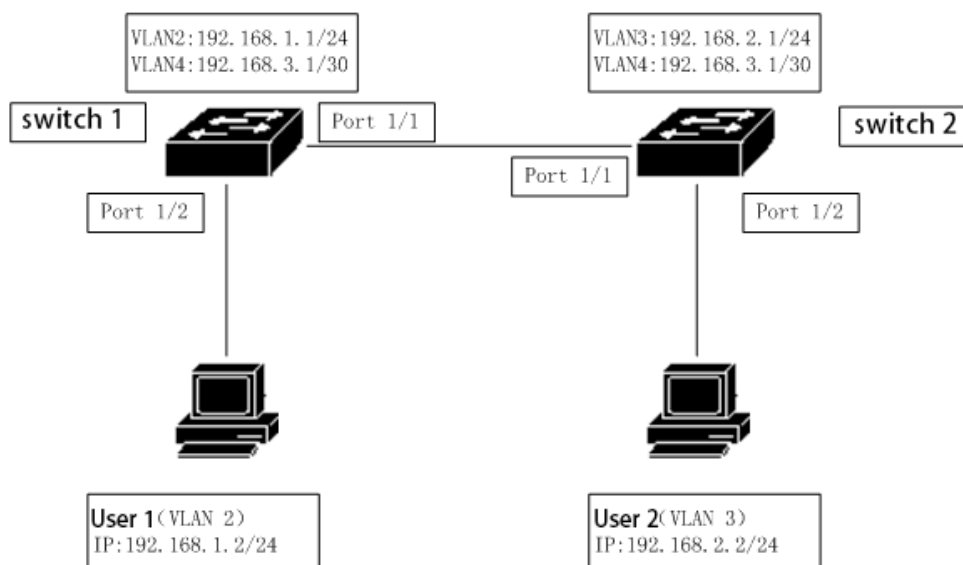 VLAN2:192.168.1.1/24
VLAN4:192.168.3.1/30
VLAN3:192.168.2.1/24
VLAN4:192.168.3.1/30
switch 1
Port 1/1
switch 2
Port 1/1
Port 1/2
Port 1/2
User 1(VLAN 2)
IP:192.168.1.2/24
User 2(VLAN 3)
IP:192.168.2.2/24